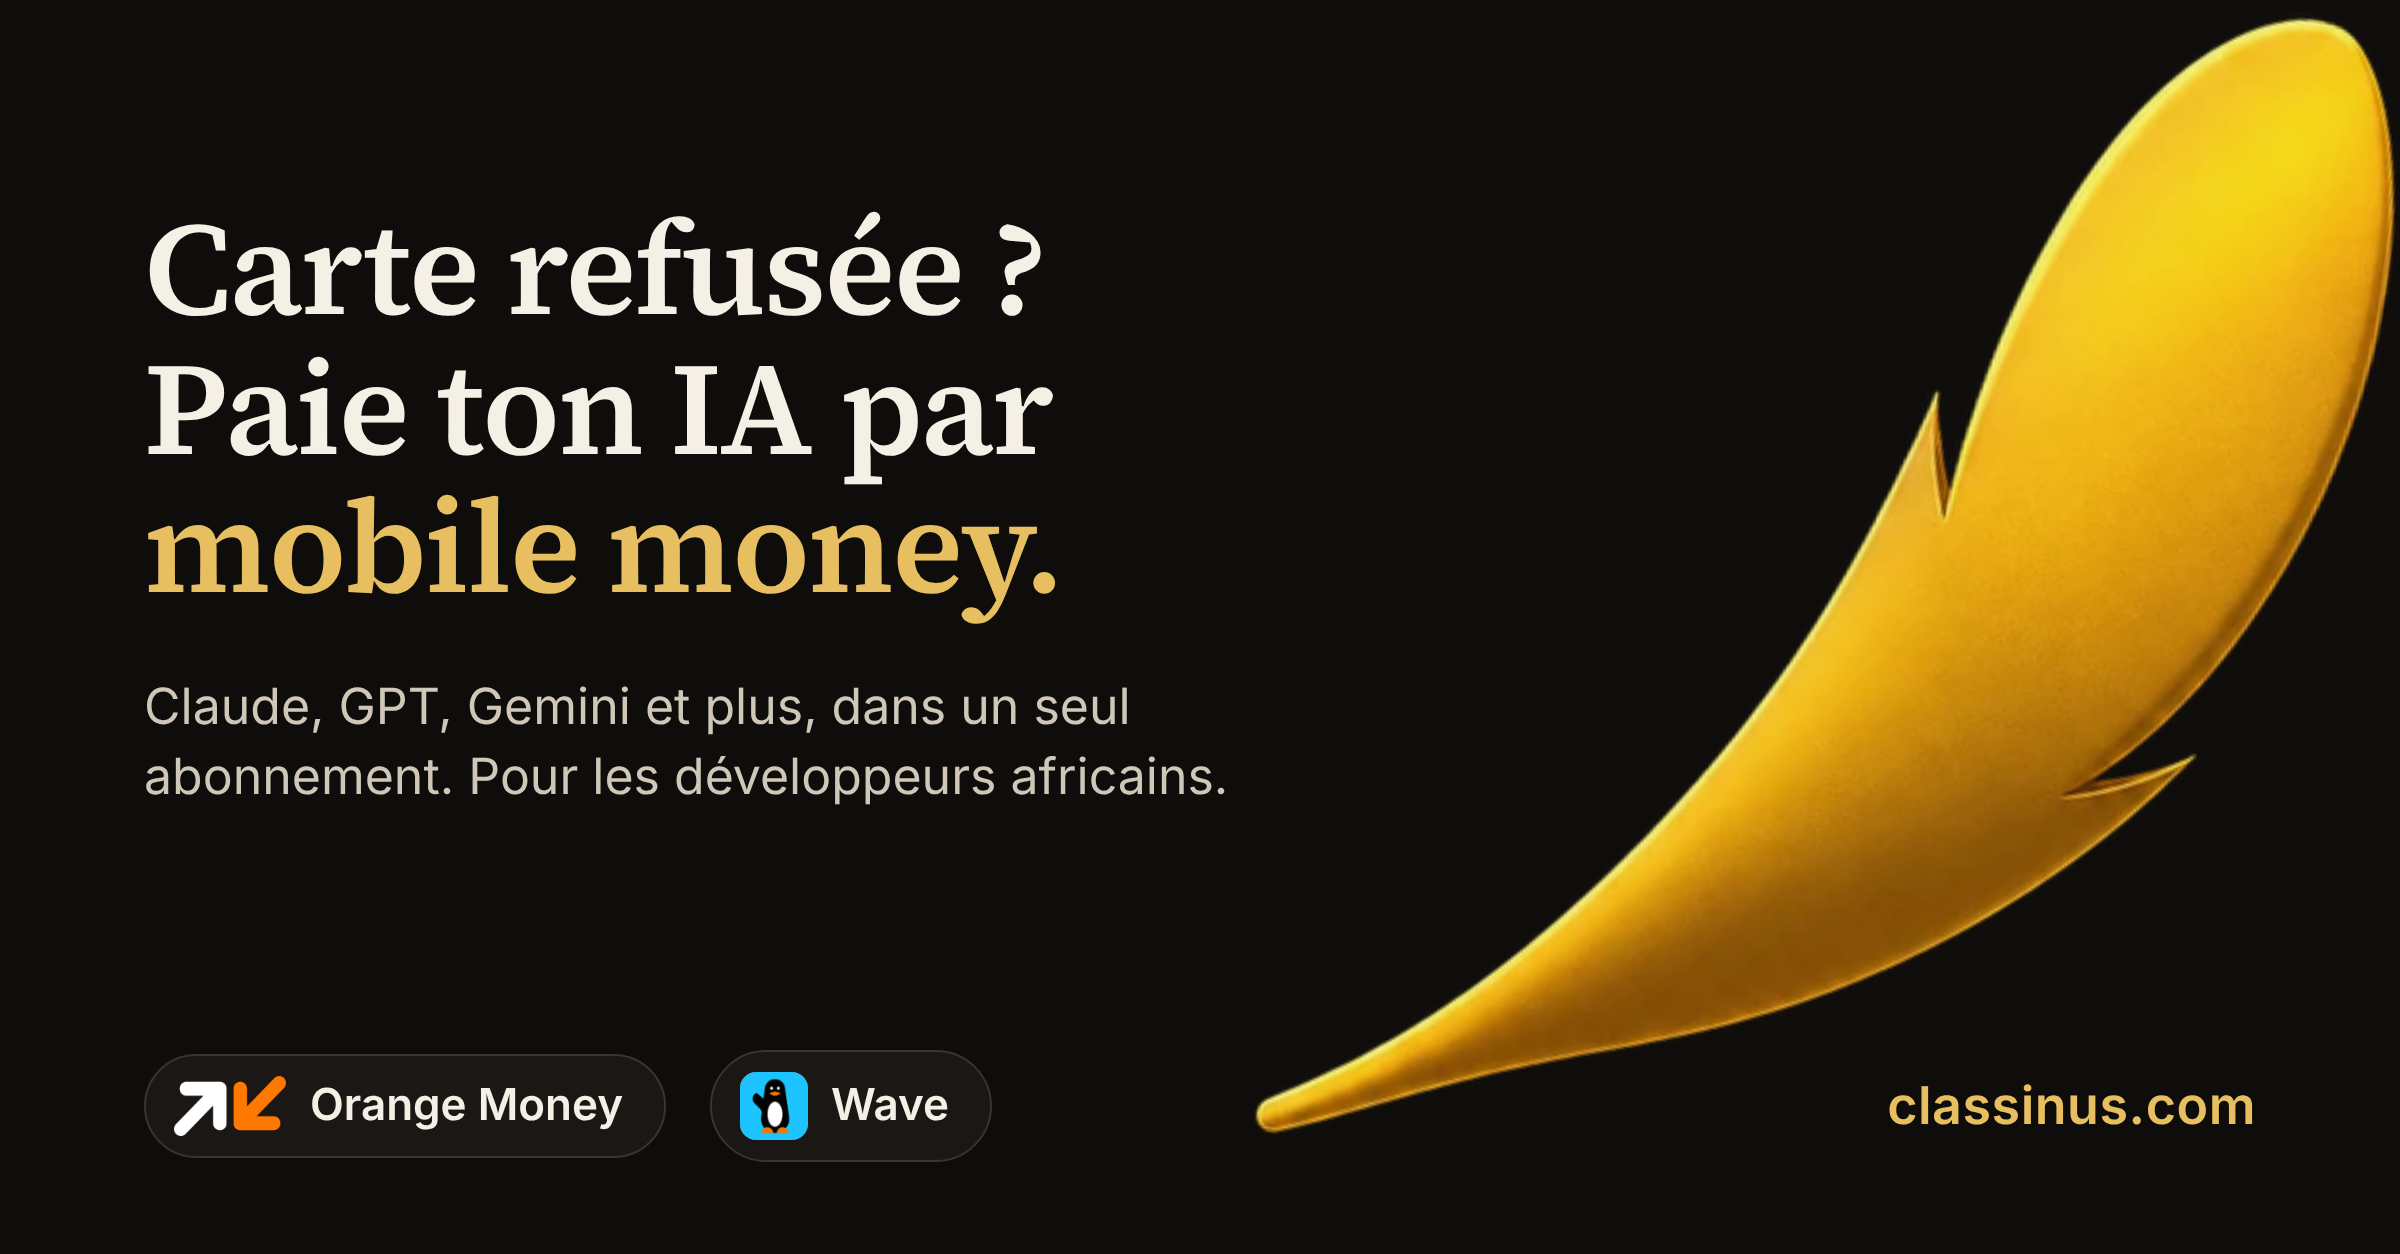 Carte refusée ?
Paie ton IA par
mobile money.
Claude, GPT, Gemini et plus, dans un seul
abonnement. Pour les développeurs africains.
Orange Money
Wave
classinus.com